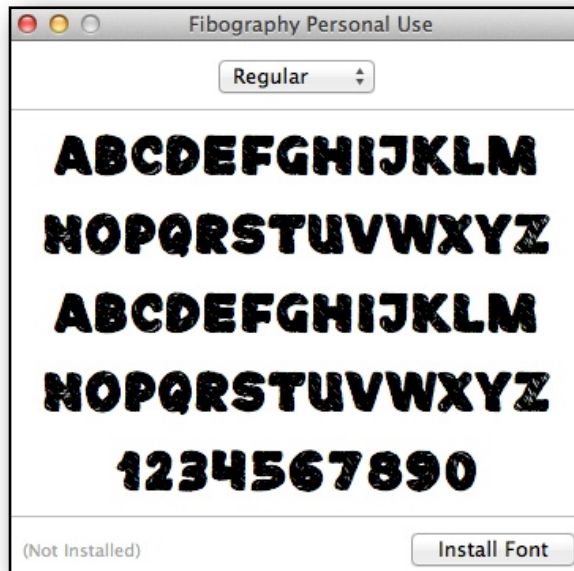 Fibography Personal Use
Regular
ABCDEFGHIJKLM
NOPQRSTUVWXYZ
ABCDEFGHIJKLM
NOPQRSTUVWXYZ
1234567890
(Not Installed)
Install Font